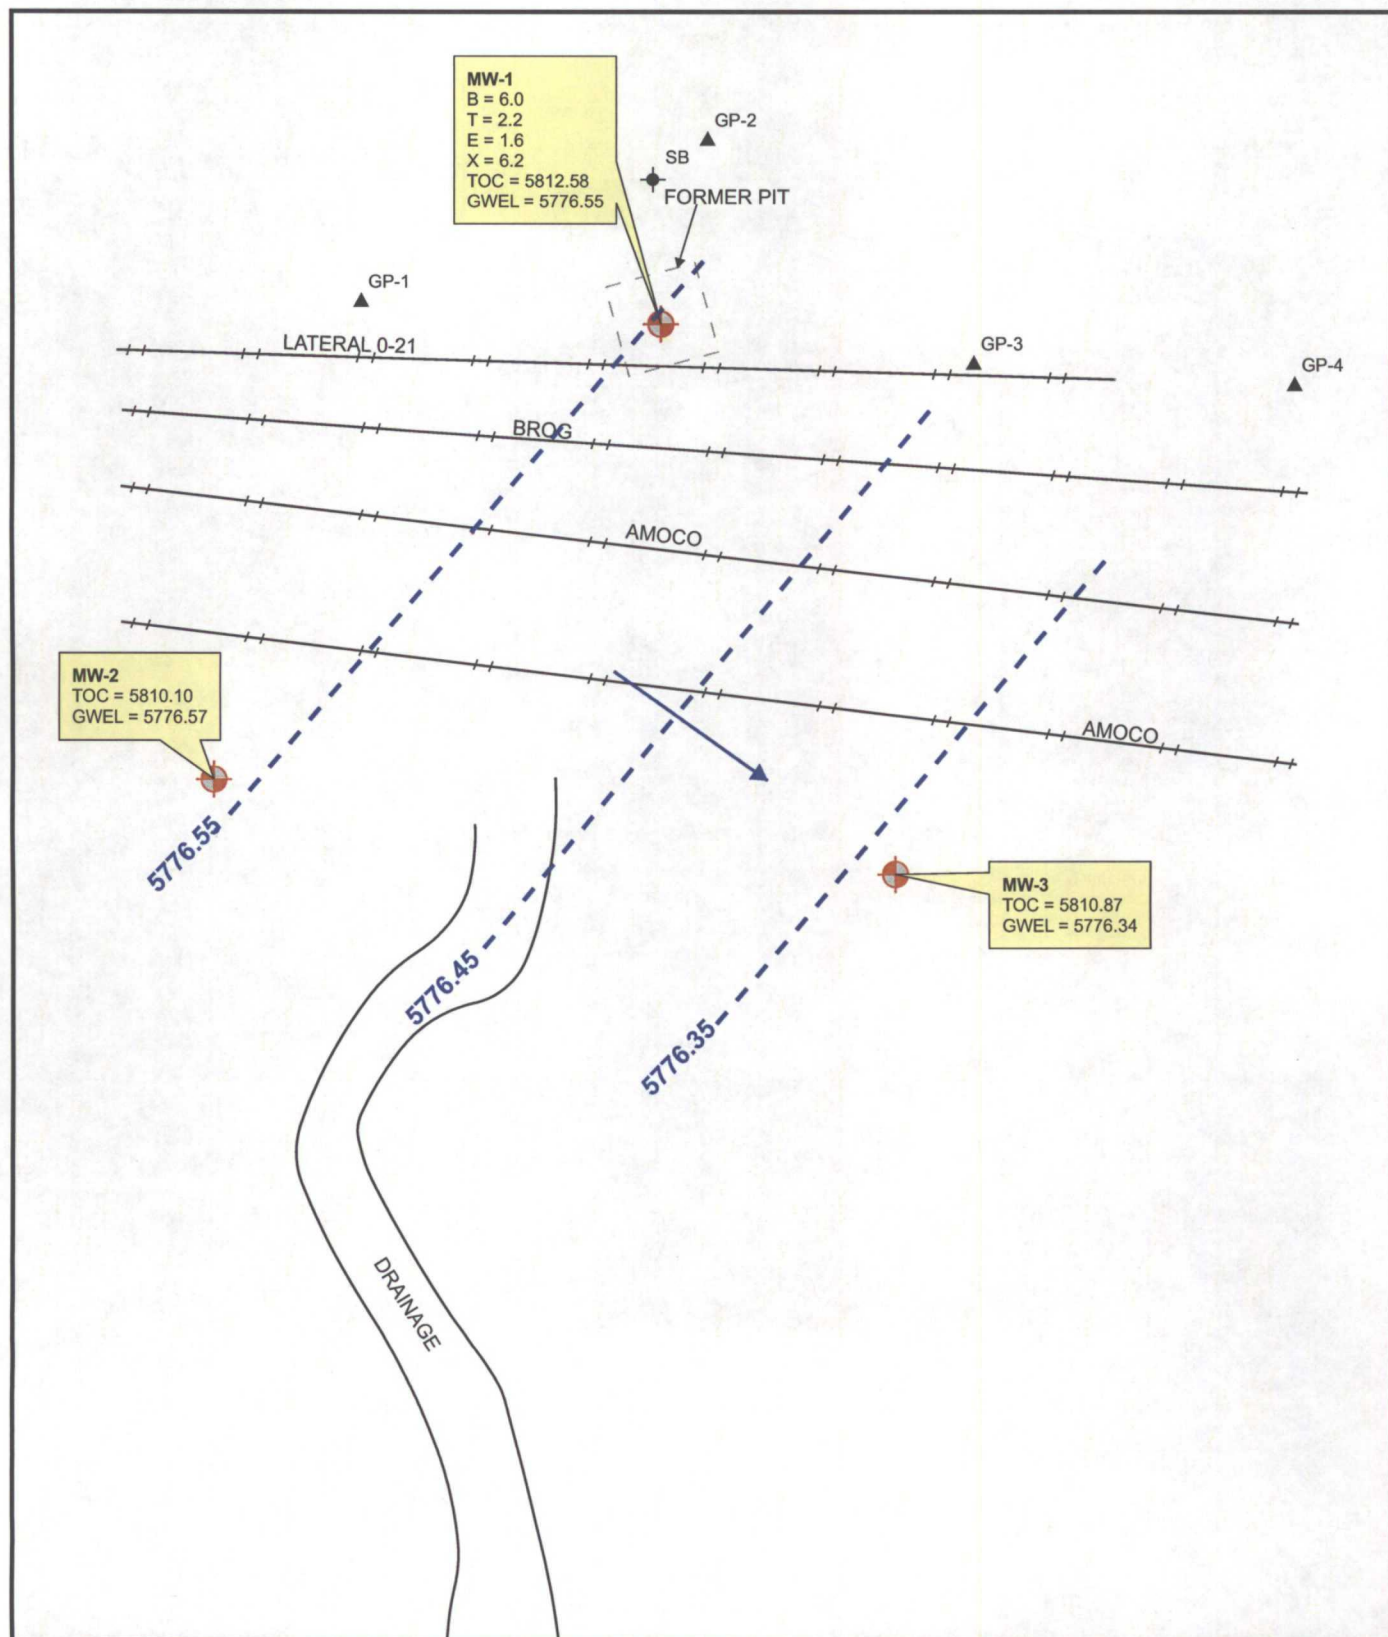 MW-1
B = 6.0
T = 2.2
E = 1.6
X = 6.2
TOC = 5812.58
GWEL = 5776.55
GP-2
SB
FORMER PIT
GP-1
LATERAL 0-21
GP-3
GP-4
BROG
AMOCO
MW-2
TOC = 5810.10
GWEL = 5776.57
AMOCO
5776.55
MW-3
TOC = 5810.87
GWEL = 5776.34
5776.45
5776.35
DRAINAGE